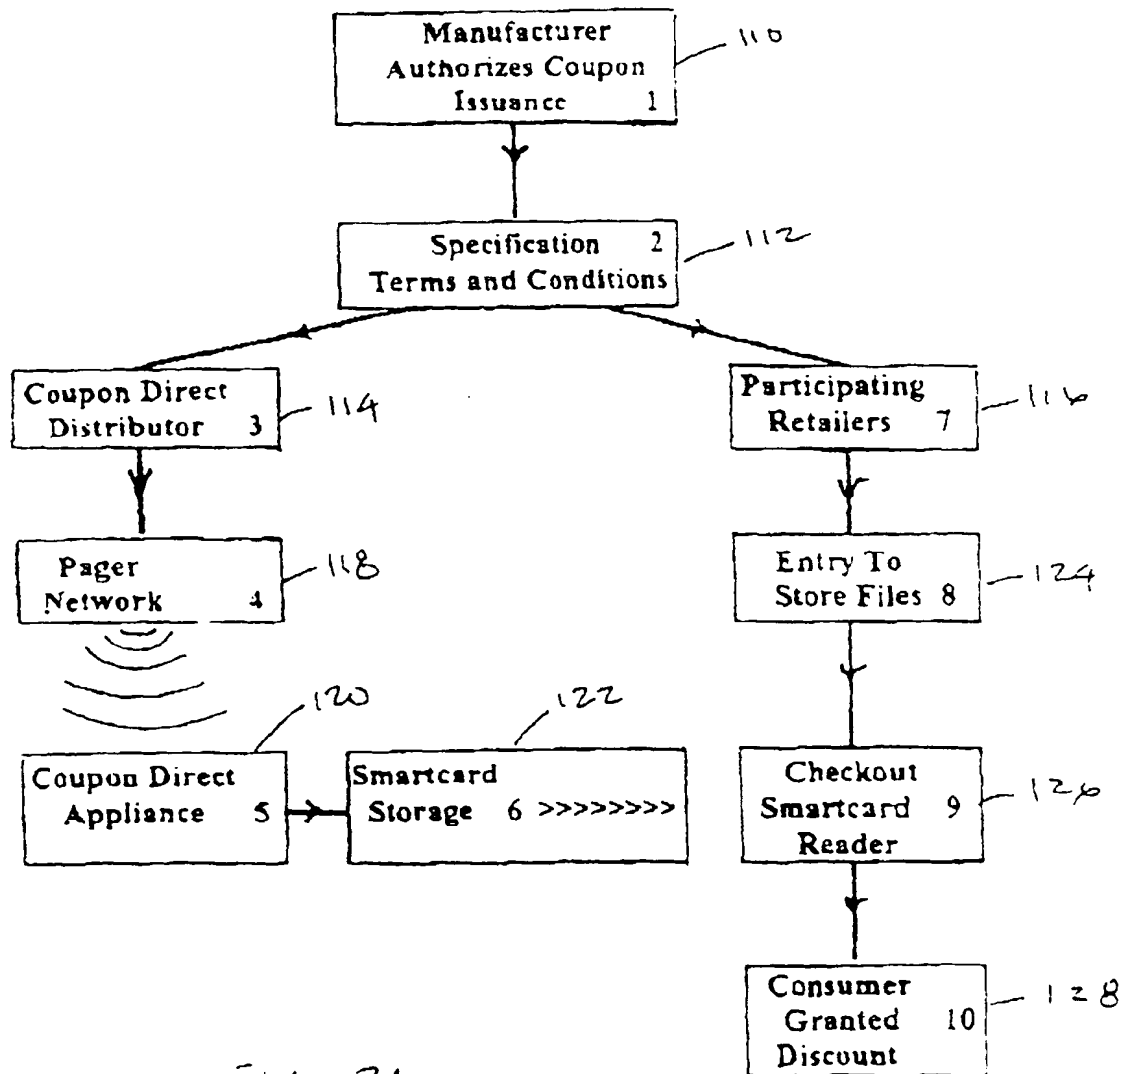 Manufacturer
Authorizes Coupon
Issuance 1
110
Specification 2
Terms and Conditions
112
Coupon Direct
Distributor 3
114
Participating
Retailers 7
116
Pager
Network 4
118
Entry To
Store Files 8
124
120
122
Coupon Direct
Appliance 5
Smartcard
Storage 6 >>>>>>>>
Checkout
Smartcard 9
Reader
126
Consumer
Granted 10
Discount
128